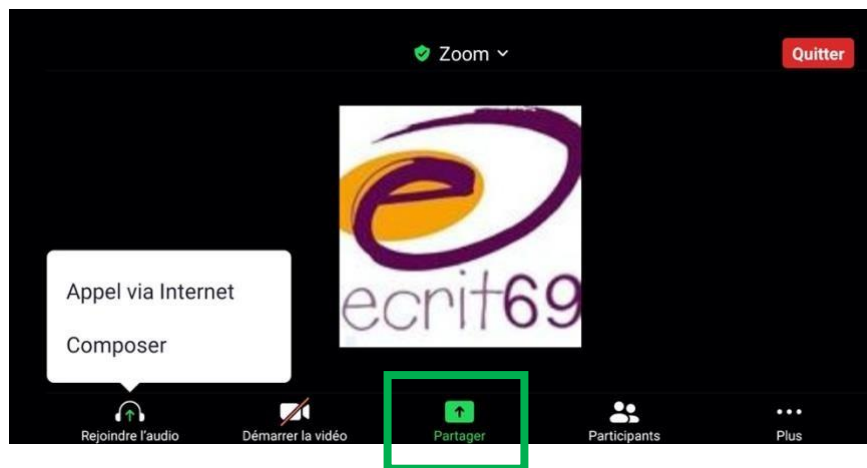 Zoom
Quitter
ecrit69
Appel via Internet
Composer
Rejoindre l'audio
Démarrer la vidéo
Partager
Participants
Plus